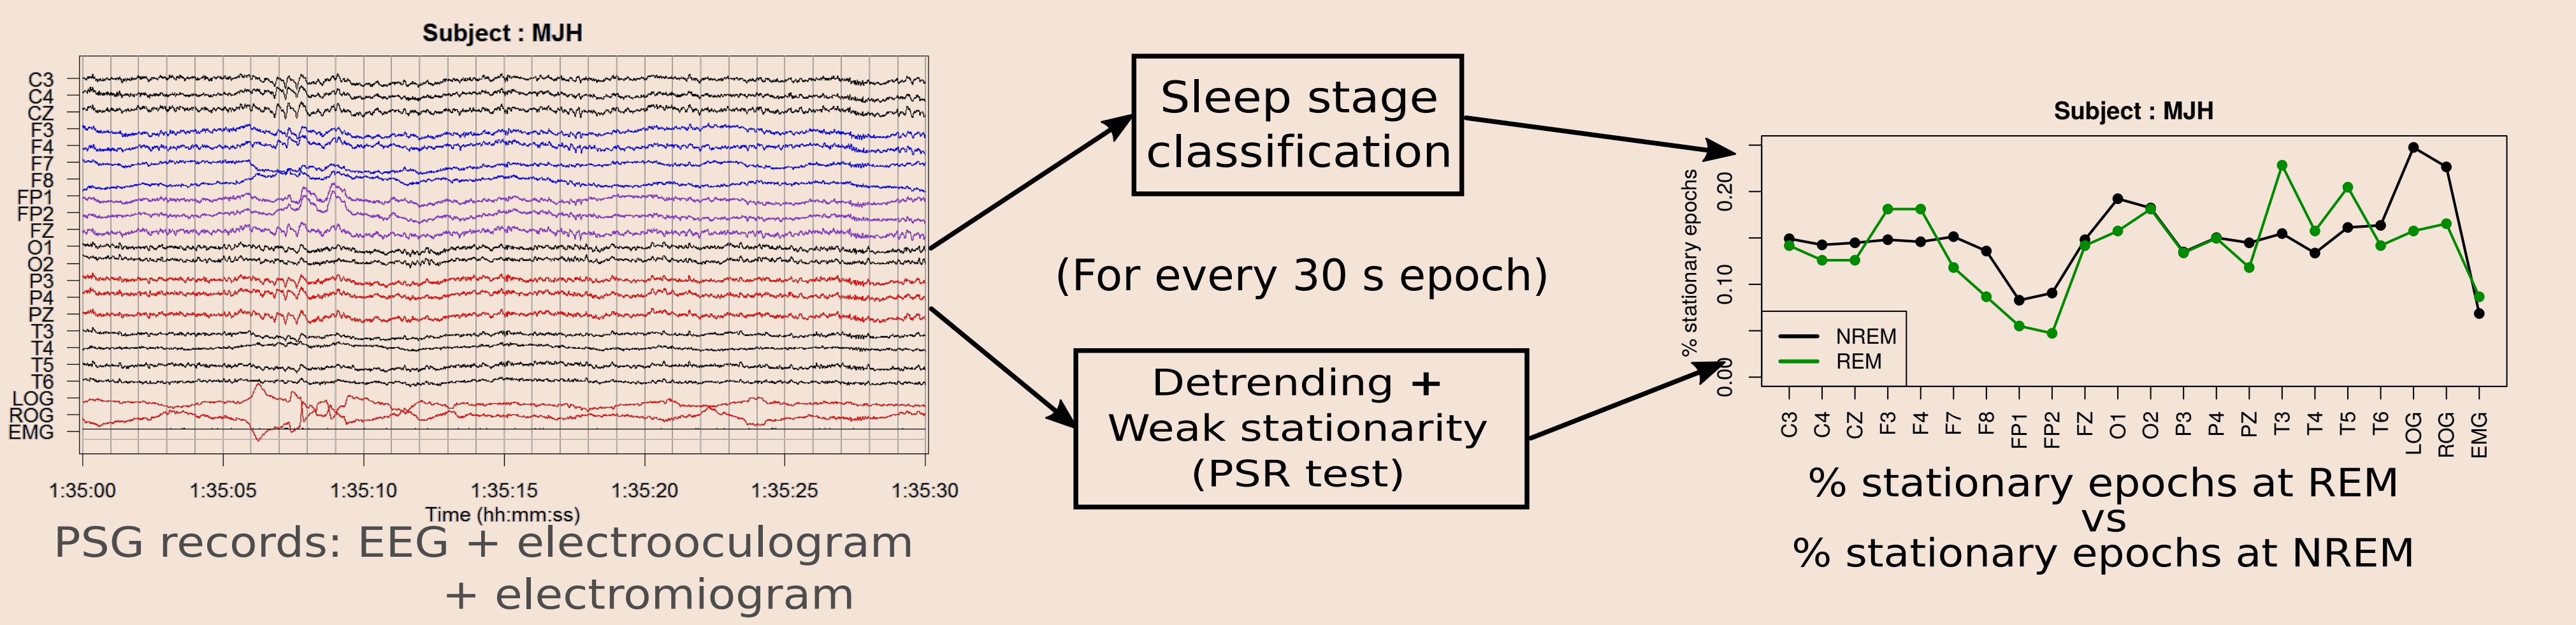 Subject : MJH
C3
C4
CZ
F3
F4
F7
F8
FP1
FP2
FZ
O1
O2
P3
P4
PZ
T3
T4
T5
T6
LOG
ROG
EMG
1:35:00 1:35:05 1:35:10 1:35:15 1:35:20 1:35:25 1:35:30
Time (hh:mm:ss)
PSG records: EEG + electrooculogram
+ electromiogram
Sleep stage
classification
(For every 30 s epoch)
Detrending +
Weak stationarity
(PSR test)
Subject : MJH
% stationary epochs
0.20
0.10
0.00
NREM
REM
C3 C4 CZ F3 F4 F7 F8 FP1 FP2 FZ O1 O2 P3 P4 PZ T3 T4 T5 T6 LOG ROG EMG
% stationary epochs at REM
vs
% stationary epochs at NREM